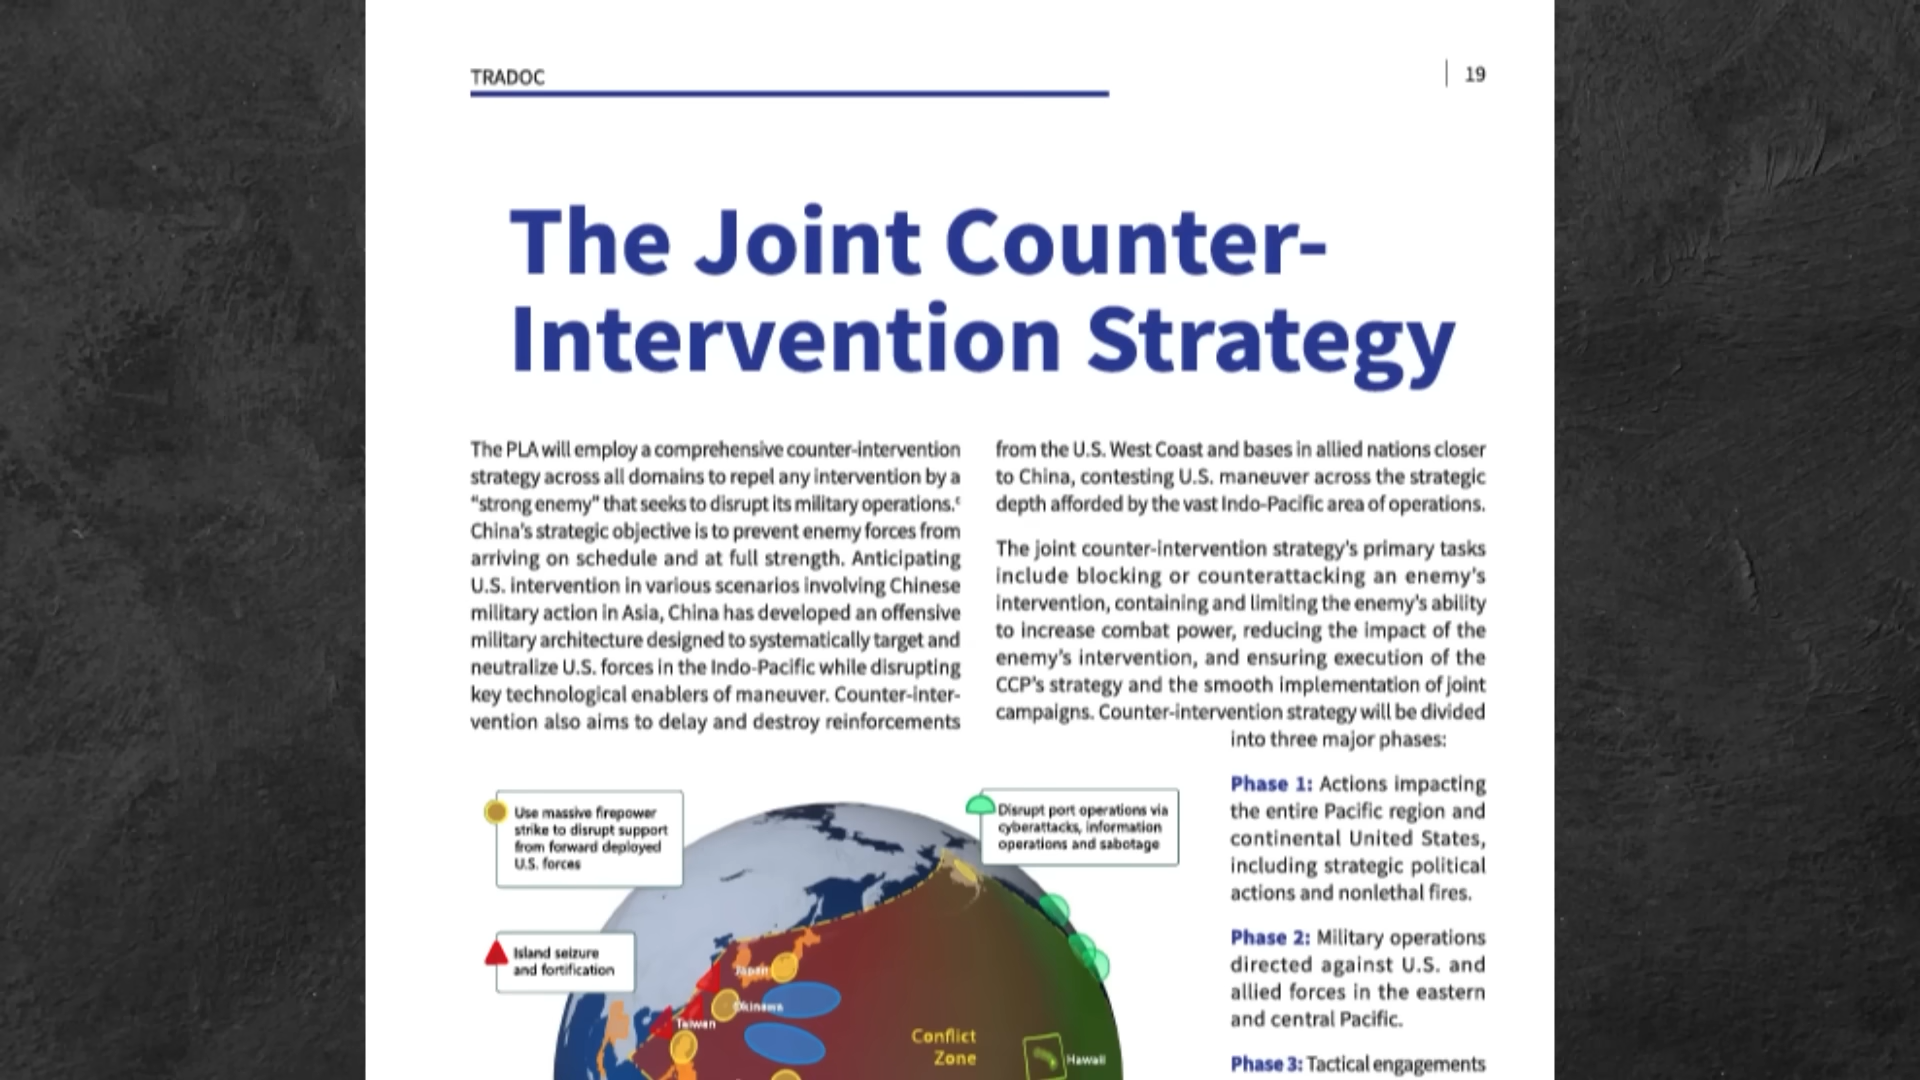 TRADOC
19
The Joint Counter-
Intervention Strategy
The PLA will employ a comprehensive counter-intervention
strategy across all domains to repel any intervention by a
“strong enemy” that seeks to disrupt its military operations.ᶜ
China's strategic objective is to prevent enemy forces from
arriving on schedule and at full strength. Anticipating
U.S. intervention in various scenarios involving Chinese
military action in Asia, China has developed an offensive
military architecture designed to systematically target and
neutralize U.S. forces in the Indo-Pacific while disrupting
key technological enablers of maneuver. Counter-inter-
vention also aims to delay and destroy reinforcements
from the U.S. West Coast and bases in allied nations closer
to China, contesting U.S. maneuver across the strategic
depth afforded by the vast Indo-Pacific area of operations.
The joint counter-intervention strategy's primary tasks
include blocking or counterattacking an enemy's
intervention, containing and limiting the enemy's ability
to increase combat power, reducing the impact of the
enemy's intervention, and ensuring execution of the
CCP's strategy and the smooth implementation of joint
campaigns. Counter-intervention strategy will be divided
into three major phases:
Phase 1: Actions impacting
the entire Pacific region and
continental United States,
including strategic political
actions and nonlethal fires.
Phase 2: Military operations
directed against U.S. and
allied forces in the eastern
and central Pacific.
Phase 3: Tactical engagements
Use massive firepower
strike to disrupt support
from forward deployed
U.S. forces
Disrupt port operations via
cyberattacks, information
operations and sabotage
Island seizure
and fortification
Japan
Okinawa
Taiwan
Conflict
Zone
Hawaii